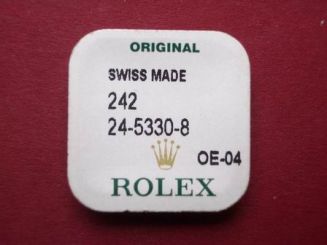 ORIGINAL
SWISS MADE
242
24-5330-8
OE-04
ROLEX